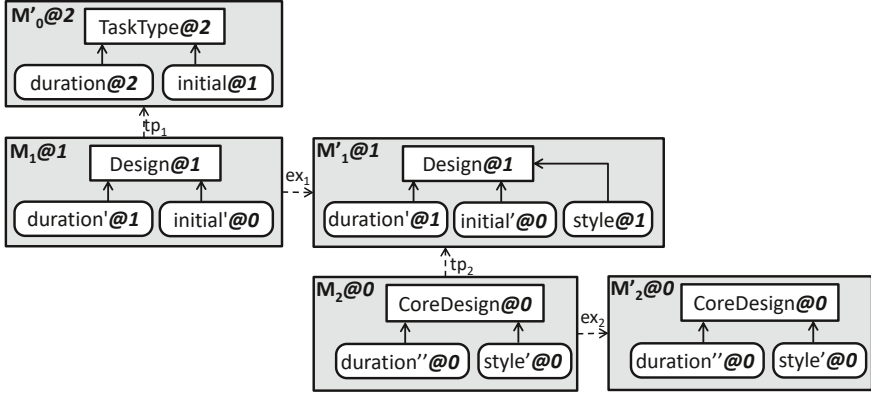 M'₀@2
TaskType@2
duration@2 initial@1
tp₁
M₁@1
Design@1
duration'@1 initial'@0
ex₁
M'₁@1
Design@1
duration'@1 initial’@0 style@1
tp₂
M₂@0
CoreDesign@0
duration’’@0 style’@0
ex₂
M’₂@0
CoreDesign@0
duration’’@0 style’@0